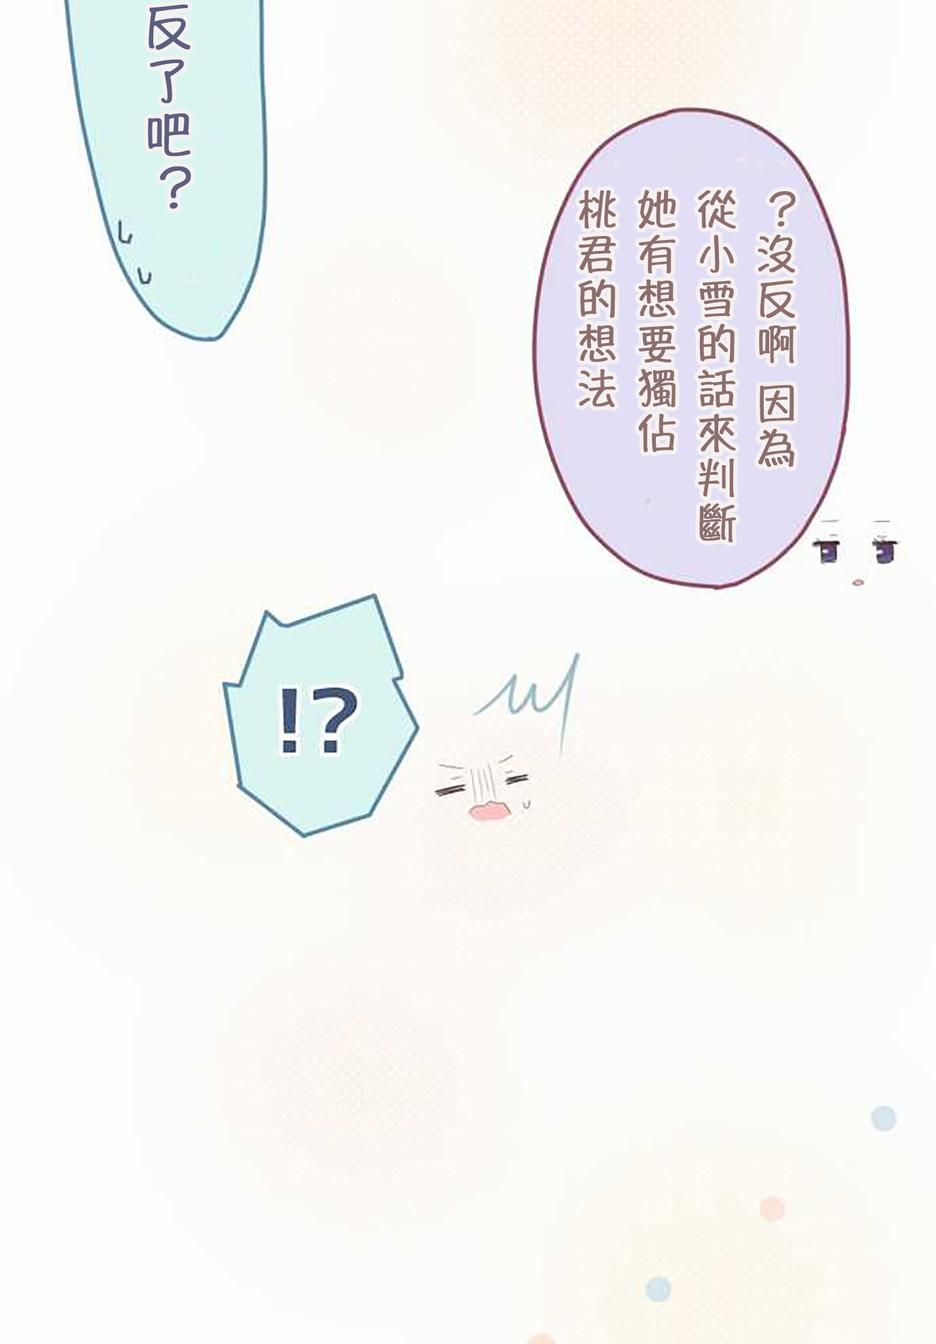 反了吧？
？沒反啊 因為
從小雪的話來判斷
她有想要獨佔
桃君的想法
!?